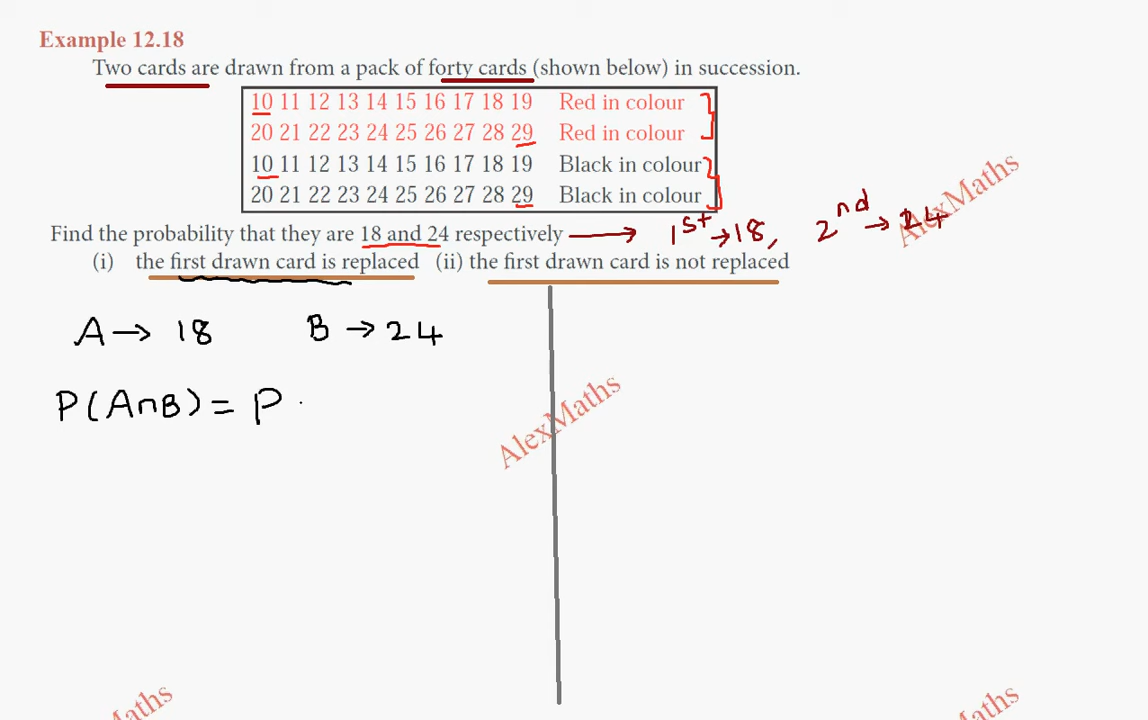 Example 12.18
Two cards are drawn from a pack of forty cards (shown below) in succession.
10 11 12 13 14 15 16 17 18 19 Red in colour
20 21 22 23 24 25 26 27 28 29 Red in colour
10 11 12 13 14 15 16 17 18 19 Black in colour
20 21 22 23 24 25 26 27 28 29 Black in colour
Find the probability that they are 18 and 24 respectively → 1st → 18, 2nd → 24
(i) the first drawn card is replaced (ii) the first drawn card is not replaced
A → 18 B → 24
P(A∩B) = P
AlexMaths
AlexMaths
Maths
AlexMaths